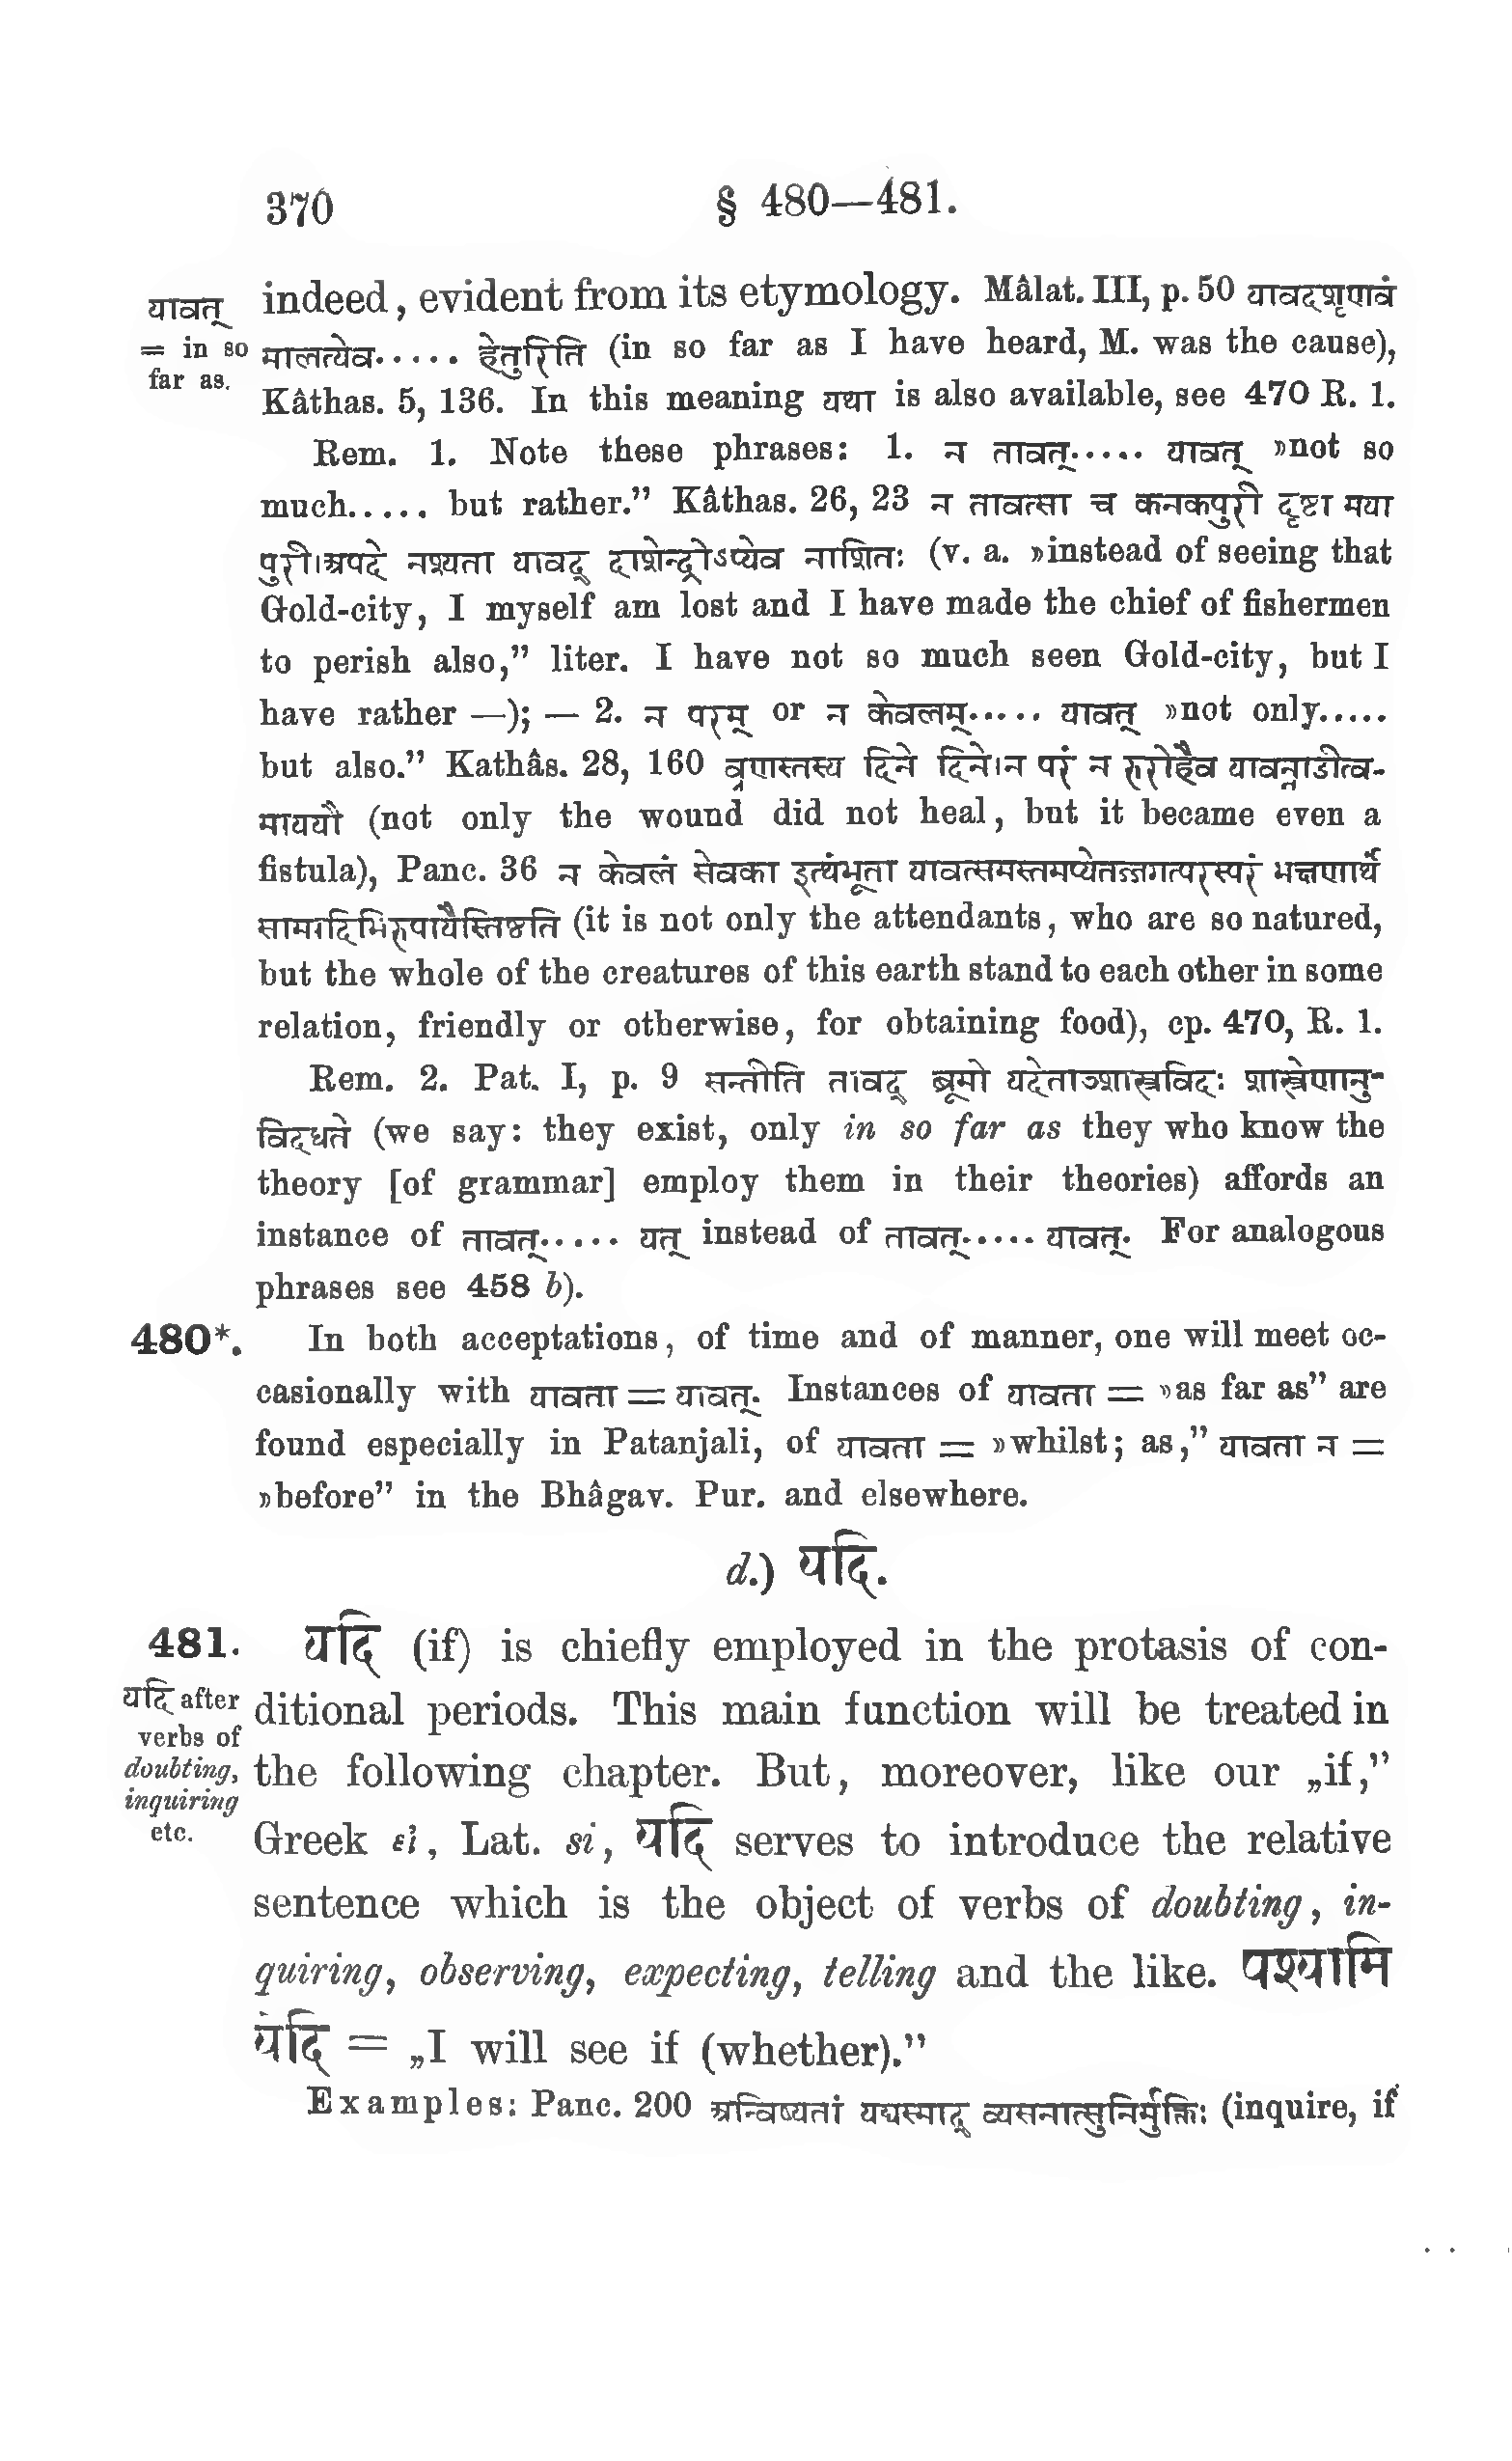 370 § 480—481.
यावत्
= in so
far as.
indeed, evident from its etymology. Mâlat. III, p. 50 यावदशृणवं
मालत्येव..... हेतुरिति (in so far as I have heard, M. was the cause),
Kâthas. 5, 136. In this meaning यथा is also available, see 470 R. 1.
Rem. 1. Note these phrases: 1. न तावत्..... यावत् »not so
much..... but rather." Kâthas. 26, 23 न तावत्सा च कनकपुरी दृष्टा मया
पुरी।अपदे नश्यता यावद् दाशेन्द्रोऽप्येव नाशितः (v. a. »instead of seeing that
Gold-city, I myself am lost and I have made the chief of fishermen
to perish also," liter. I have not so much seen Gold-city, but I
have rather —); — 2. न परम् or न केवलम्..... यावत् »not only.....
but also." Kathâs. 28, 160 व्रणस्तस्य दिने दिने।न परं न रुरोहैव यावन्नाडीत्व-
माययौ (not only the wound did not heal, but it became even a
fistula), Panc. 36 न केवलं सेवका इत्थंभूता यावत्समस्तमप्येतज्जगत्परस्परं भक्षणार्थं
सामादिभिरुपायैस्तिष्ठति (it is not only the attendants, who are so natured,
but the whole of the creatures of this earth stand to each other in some
relation, friendly or otherwise, for obtaining food), cp. 470, R. 1.
Rem. 2. Pat. I, p. 9 सन्तीति तावद् ब्रूमो यदेताञ्शास्त्रविदः शास्त्रेणानु-
विदधते (we say: they exist, only in so far as they who know the
theory [of grammar] employ them in their theories) affords an
instance of तावत्..... यत् instead of तावत्..... यावत्. For analogous
phrases see 458 b).
480*. In both acceptations, of time and of manner, one will meet oc-
casionally with यावता = यावत्. Instances of यावता = »as far as" are
found especially in Patanjali, of यावता = »whilst; as," यावता न =
»before" in the Bhâgav. Pur. and elsewhere.
d.) यदि.
481. यदि (if) is chiefly employed in the protasis of con-
यदि after
verbs of
doubting,
inquiring
etc.
ditional periods. This main function will be treated in
the following chapter. But, moreover, like our „if,"
Greek εἰ, Lat. si, यदि serves to introduce the relative
sentence which is the object of verbs of doubting, in-
quiring, observing, expecting, telling and the like. पश्यामि
यदि = „I will see if (whether)."
Examples: Panc. 200 अन्विष्यतां यद्यस्माद् व्यसनात्सुनिर्मुक्तिः (inquire, if